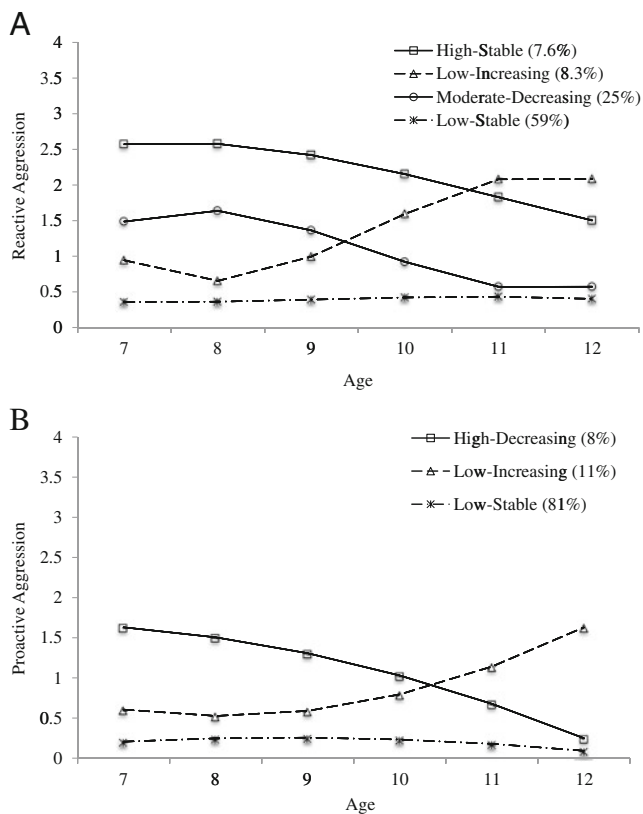 A
4
3.5
3
2.5
2
1.5
1
0.5
0
Reactive Aggression
High-Stable (7.6%)
Low-Increasing (8.3%)
Moderate-Decreasing (25%)
Low-Stable (59%)
7 8 9 10 11 12
Age
B
4
3.5
3
2.5
2
1.5
1
0.5
0
Proactive Aggression
High-Decreasing (8%)
Low-Increasing (11%)
Low-Stable (81%)
7 8 9 10 11 12
Age